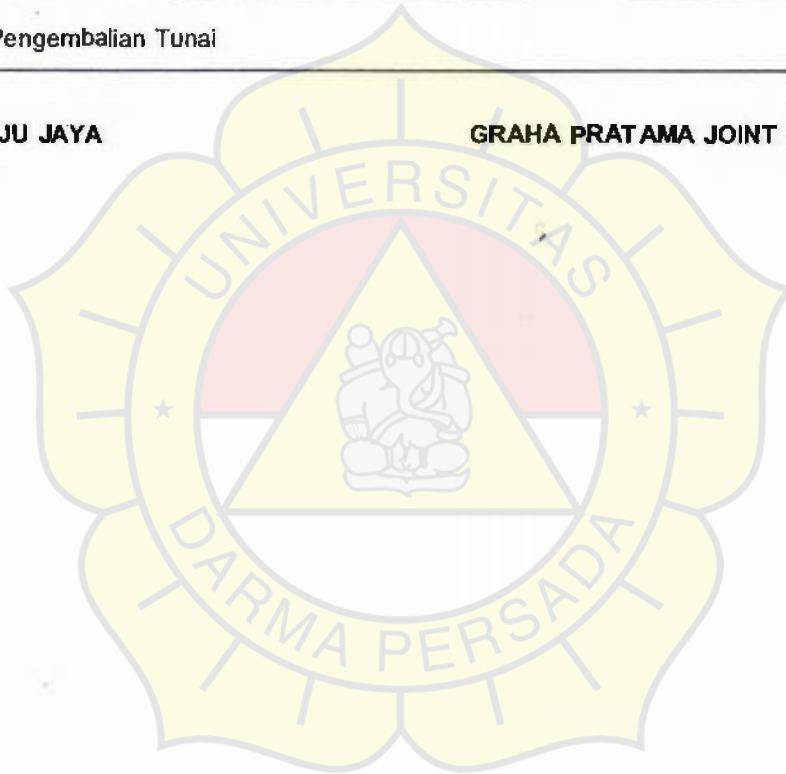 Pengembalian Tunai
JU JAYA GRAHA PRATAMA JOINT
UNIVERSITAS
DARMA PERSADA